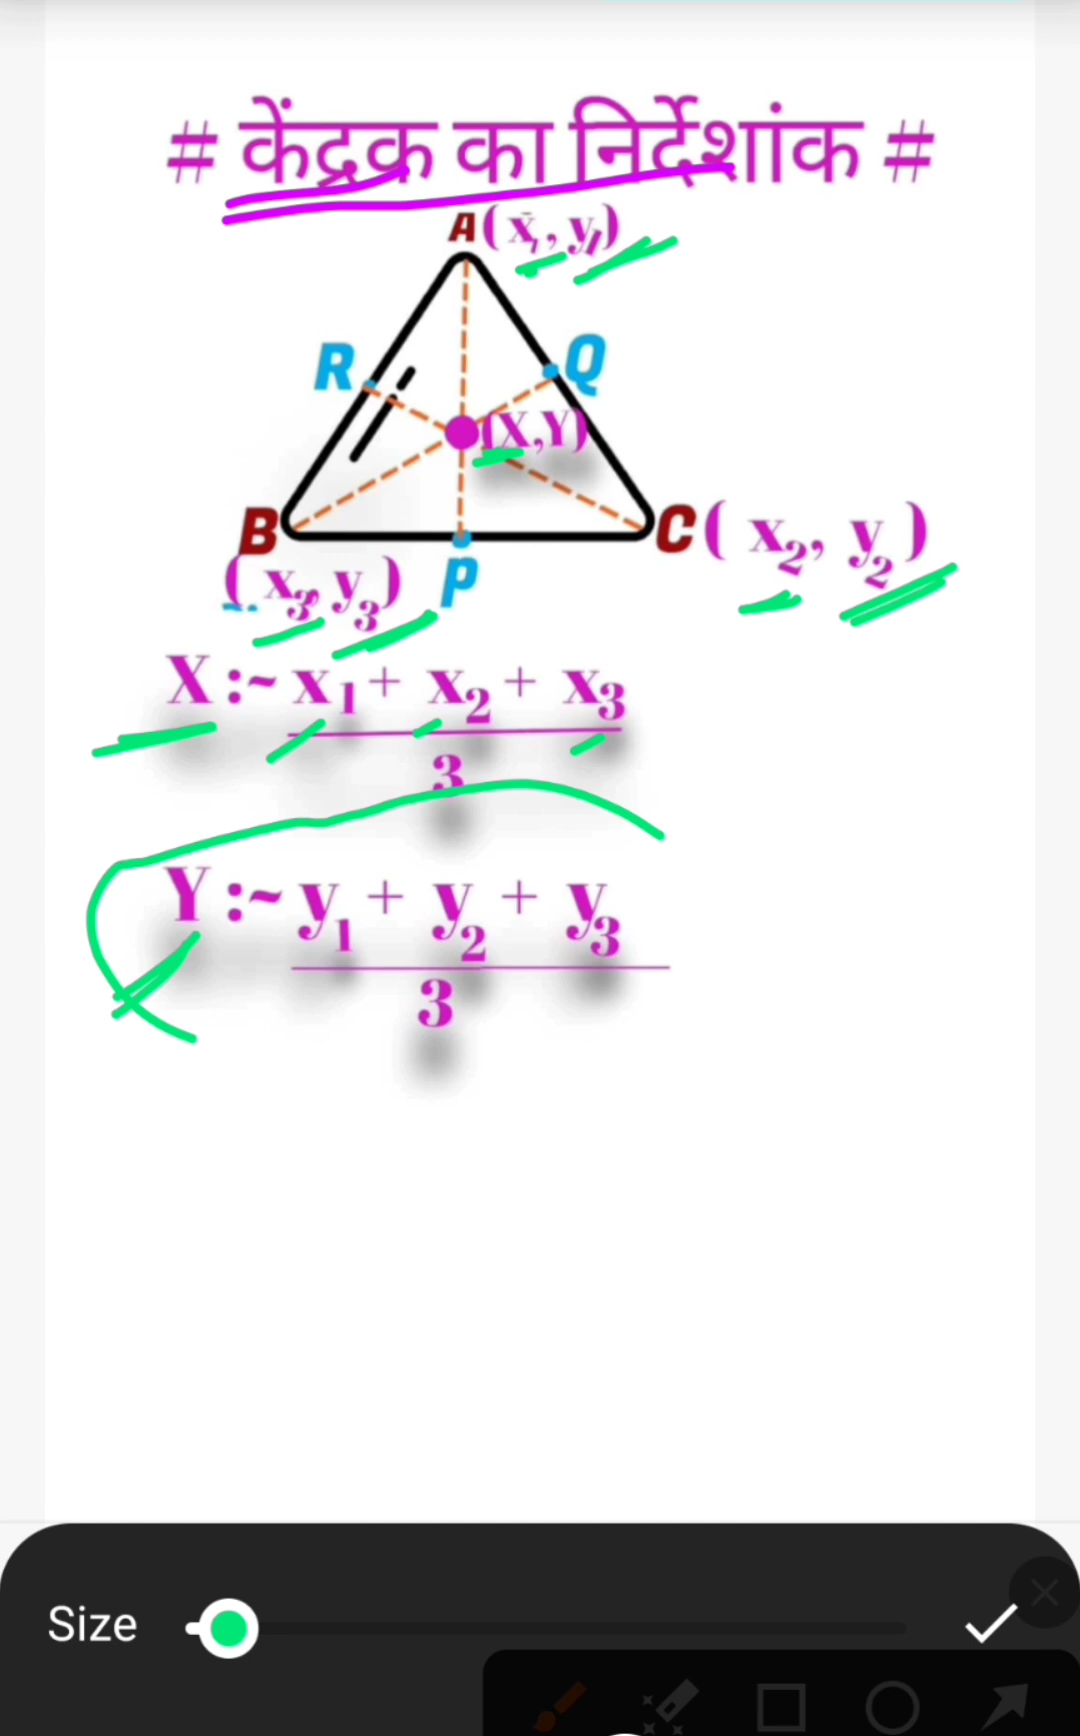 # केंद्रक का निर्देशांक #
A ( x₁ , y₁ )
R
Q
(X,Y)
B
C ( x₂, y₂ )
( x₃, y₃ )
P
X :~ x₁ + x₂ + x₃
3
Y :~ y₁ + y₂ + y₃
3
Size